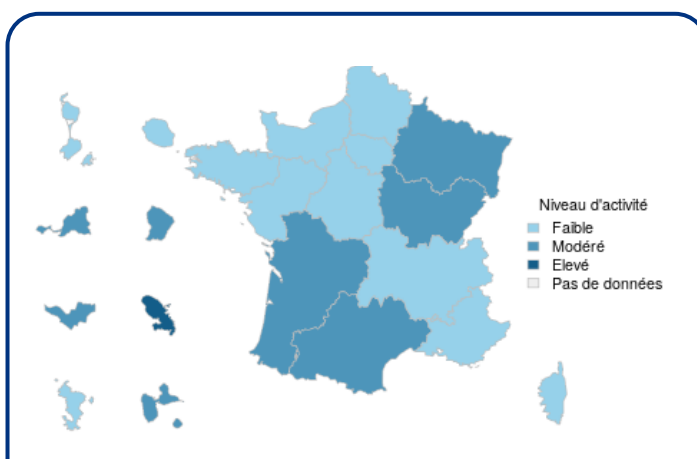 Niveau d'activité
Faible
Modéré
Elevé
Pas de données